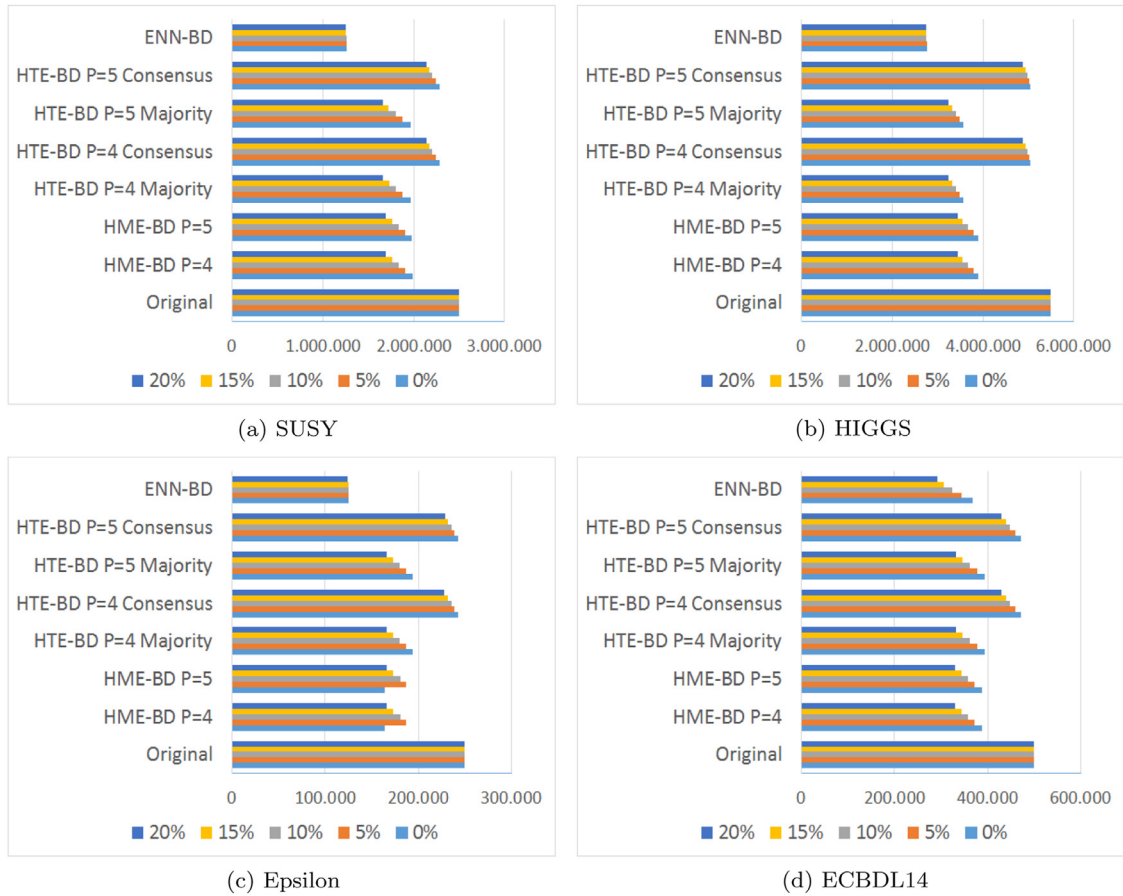 ENN-BD
HTE-BD P=5 Consensus
HTE-BD P=5 Majority
HTE-BD P=4 Consensus
HTE-BD P=4 Majority
HME-BD P=5
HME-BD P=4
Original
0 1.000.000 2.000.000 3.000.000
20% 15% 10% 5% 0%
(a) SUSY
ENN-BD
HTE-BD P=5 Consensus
HTE-BD P=5 Majority
HTE-BD P=4 Consensus
HTE-BD P=4 Majority
HME-BD P=5
HME-BD P=4
Original
0 2.000.000 4.000.000 6.000.000
20% 15% 10% 5% 0%
(b) HIGGS
ENN-BD
HTE-BD P=5 Consensus
HTE-BD P=5 Majority
HTE-BD P=4 Consensus
HTE-BD P=4 Majority
HME-BD P=5
HME-BD P=4
Original
0 100.000 200.000 300.000
20% 15% 10% 5% 0%
(c) Epsilon
ENN-BD
HTE-BD P=5 Consensus
HTE-BD P=5 Majority
HTE-BD P=4 Consensus
HTE-BD P=4 Majority
HME-BD P=5
HME-BD P=4
Original
0 200.000 400.000 600.000
20% 15% 10% 5% 0%
(d) ECBDL14